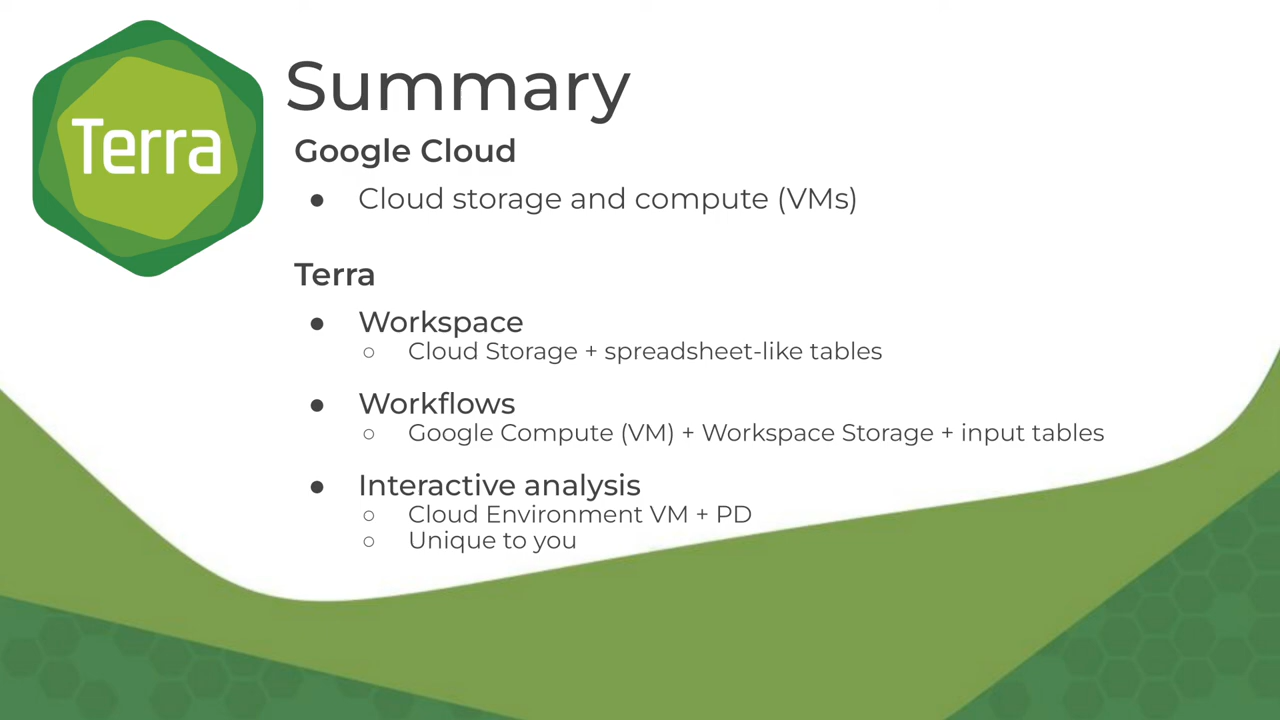 Terra
Summary
Google Cloud
● Cloud storage and compute (VMs)
Terra
● Workspace
○ Cloud Storage + spreadsheet-like tables
● Workflows
○ Google Compute (VM) + Workspace Storage + input tables
● Interactive analysis
○ Cloud Environment VM + PD
○ Unique to you